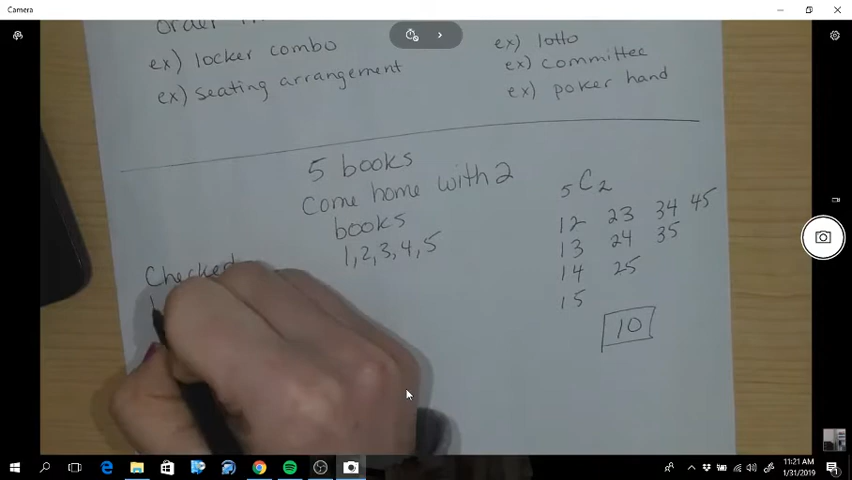 Camera
ex) locker combo
ex) seating arrangement
ex) lotto
ex) committee
ex) poker hand
5 books
Come home with 2
books
1,2,3,4,5
5C2
12 23 34 45
13 24 35
14 25
15
10
Checked
11:21 AM
1/31/2019